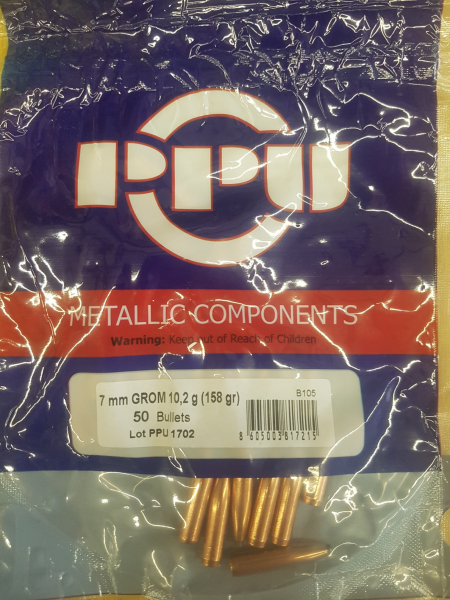 PPU
METALLIC COMPONENTS
Warning: Keep out of Reach of Children
7 mm GROM 10,2 g (158 gr)
B105
50 Bullets
Lot PPU 1702
8 605003 817215